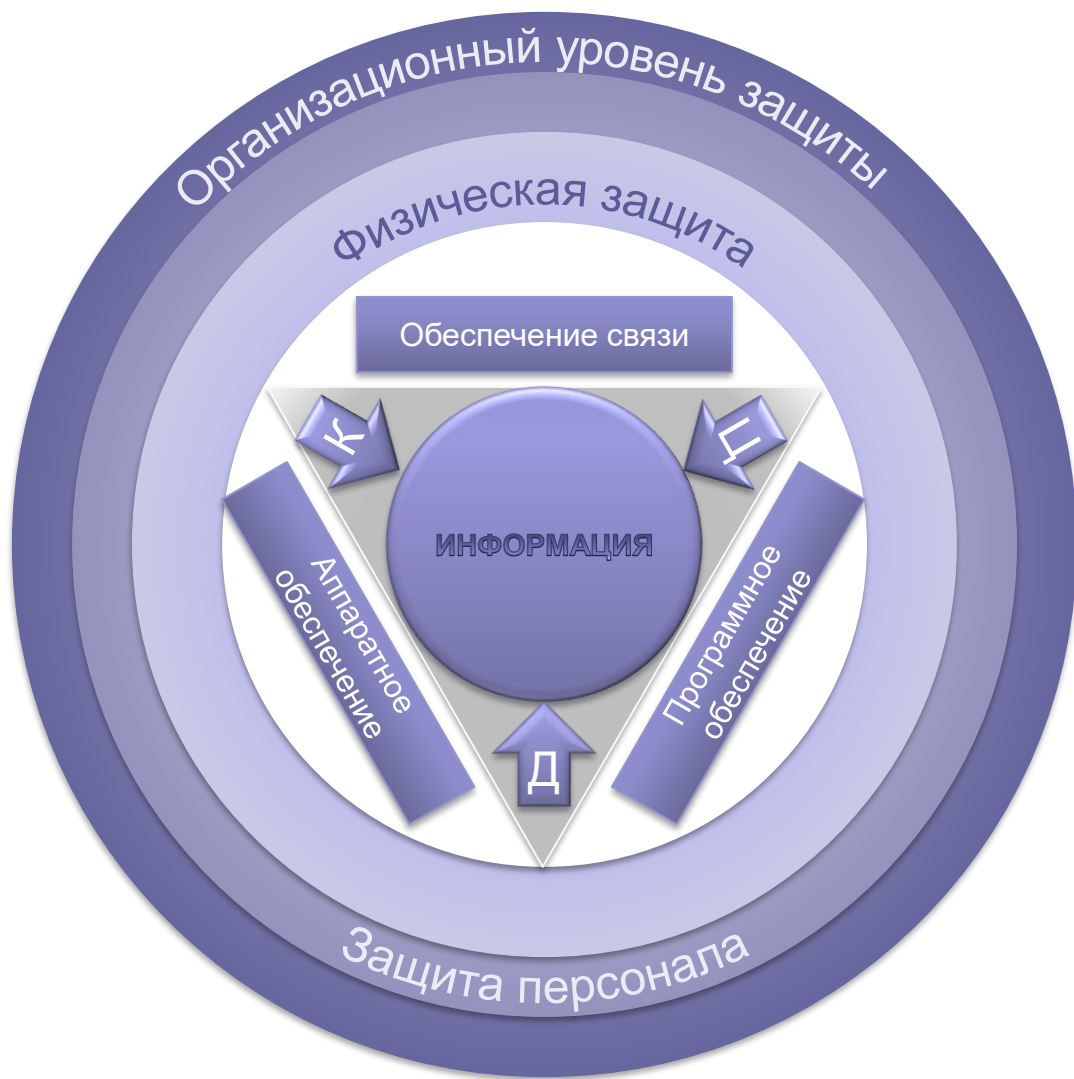 Организационный уровень защиты
Физическая защита
Обеспечение связи
К
Ц
ИНФОРМАЦИЯ
Аппаратное
обеспечение
Программное
обеспечение
Д
Защита персонала